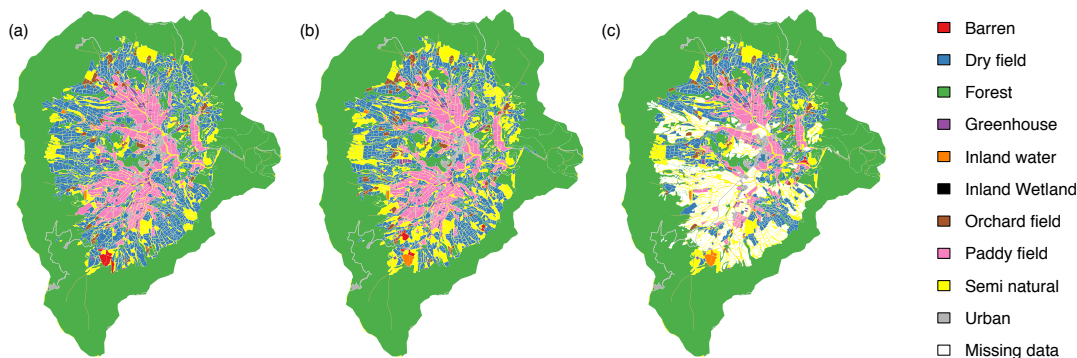 (a)
(b)
(c)
Barren
Dry field
Forest
Greenhouse
Inland water
Inland Wetland
Orchard field
Paddy field
Semi natural
Urban
Missing data